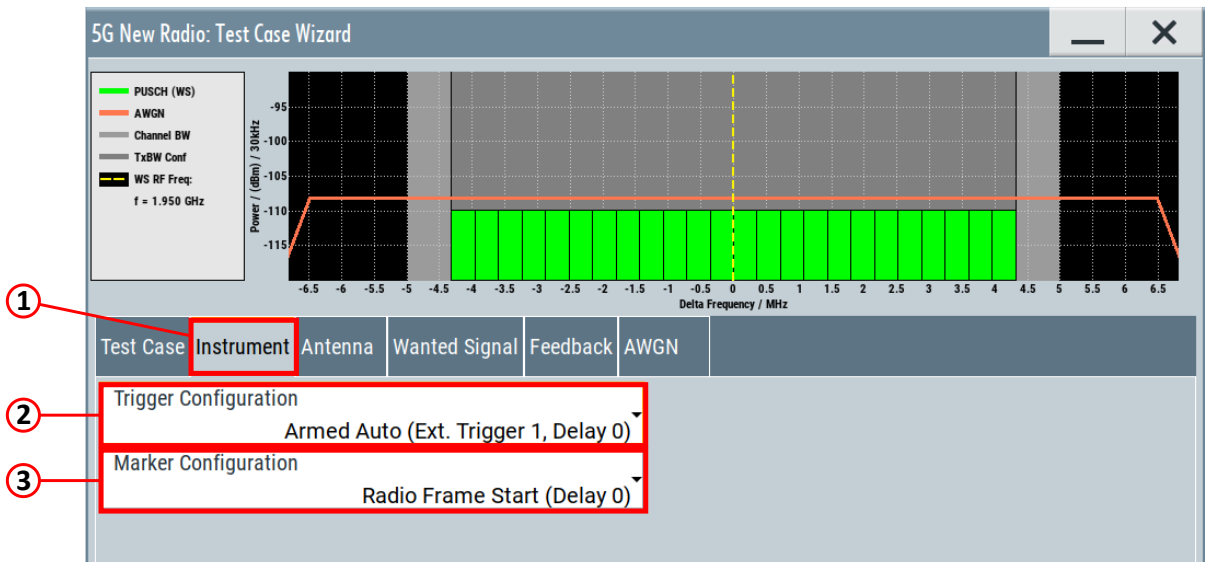 5G New Radio: Test Case Wizard
PUSCH (WS)
AWGN
Channel BW
TxBW Conf
WS RF Freq:
f = 1.950 GHz
Power / (dBm) / 30kHz
-95
-100
-105
-110
-115
-6.5 -6 -5.5 -5 -4.5 -4 -3.5 -3 -2.5 -2 -1.5 -1 -0.5 0 0.5 1 1.5 2 2.5 3 3.5 4 4.5 5 5.5 6 6.5
Delta Frequency / MHz
1
Test Case Instrument Antenna Wanted Signal Feedback AWGN
2
Trigger Configuration
Armed Auto (Ext. Trigger 1, Delay 0)
3
Marker Configuration
Radio Frame Start (Delay 0)